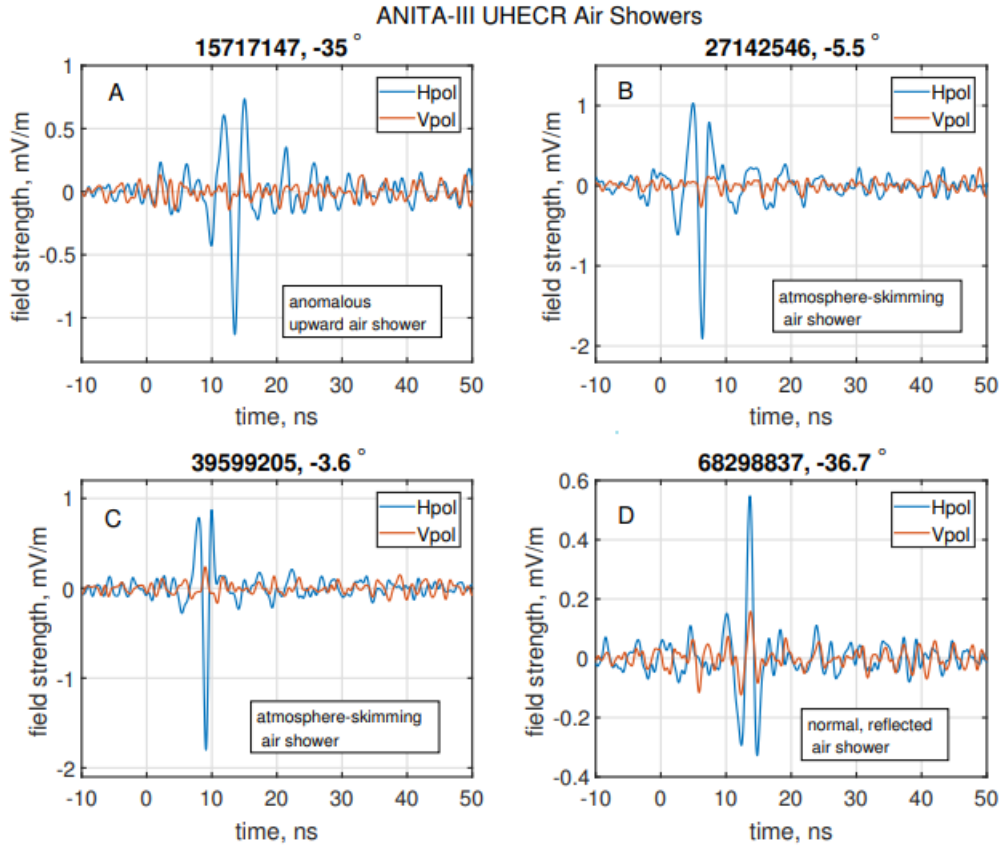 ANITA-III UHECR Air Showers
15717147, -35 °
A
Hpol
Vpol
1
0.5
0
-0.5
-1
field strength, mV/m
anomalous
upward air shower
-10 0 10 20 30 40 50
time, ns
27142546, -5.5 °
B
Hpol
Vpol
1
0
-1
-2
field strength, mV/m
atmosphere-skimming
air shower
-10 0 10 20 30 40 50
time, ns
39599205, -3.6 °
C
Hpol
Vpol
1
0
-1
-2
field strength, mV/m
atmosphere-skimming
air shower
-10 0 10 20 30 40 50
time, ns
68298837, -36.7 °
D
Hpol
Vpol
0.6
0.4
0.2
0
-0.2
-0.4
field strength, mV/m
normal, reflected
air shower
-10 0 10 20 30 40 50
time, ns